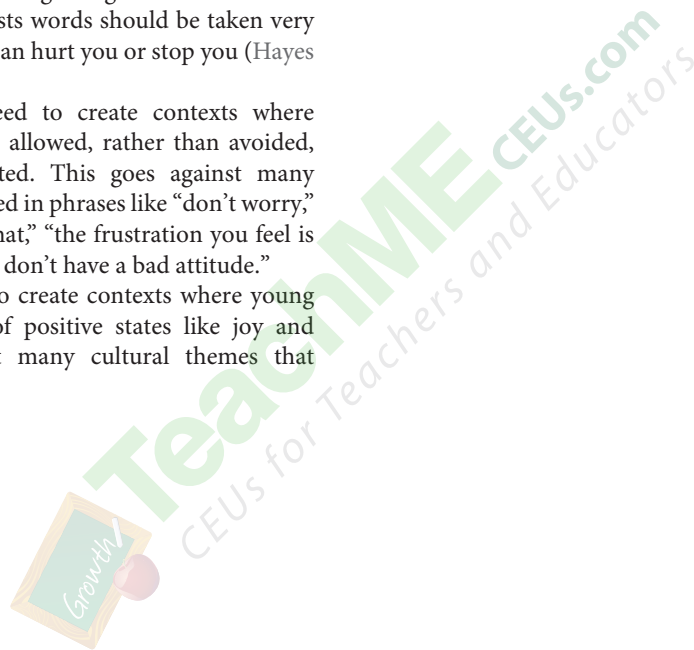 sts words should be taken very
an hurt you or stop you (Hayes
eed to create contexts where
allowed, rather than avoided,
ted. This goes against many
ed in phrases like “don’t worry,”
hat,” “the frustration you feel is
don’t have a bad attitude.”
o create contexts where young
of positive states like joy and
many cultural themes that
TeachME CEUs.com
CEUs for Teachers and Educators
Growth